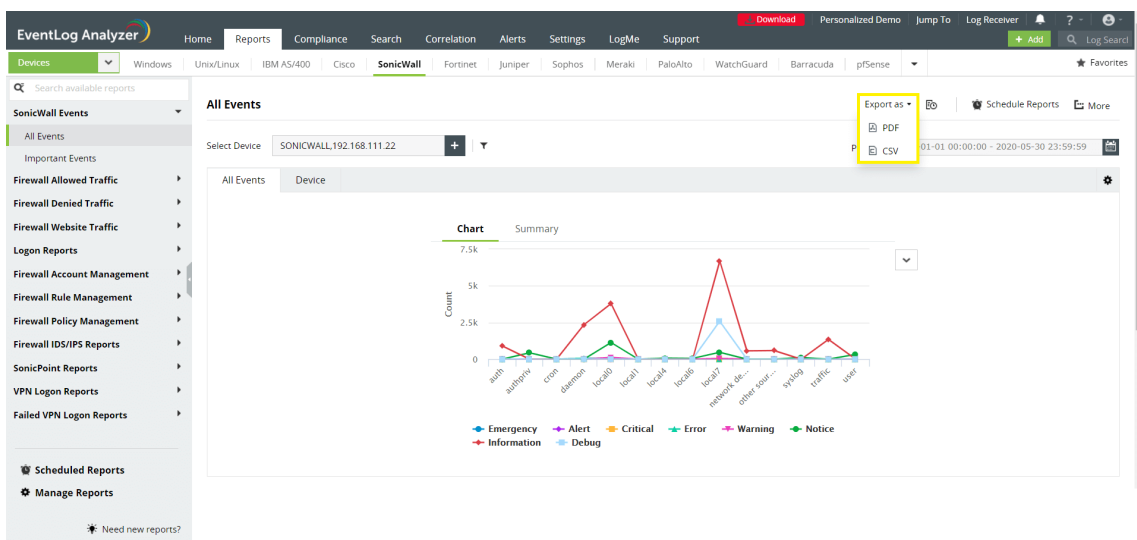 Download Personalized Demo Jump To Log Receiver ? -
EventLog Analyzer
Home Reports Compliance Search Correlation Alerts Settings LogMe Support
+ Add Log Searcl
Devices Windows Unix/Linux IBM AS/400 Cisco SonicWall Fortinet Juniper Sophos Meraki PaloAlto WatchGuard Barracuda pfSense Favorites
Search available reports
SonicWall Events
All Events
Important Events
Firewall Allowed Traffic
Firewall Denied Traffic
Firewall Website Traffic
Logon Reports
Firewall Account Management
Firewall Rule Management
Firewall Policy Management
Firewall IDS/IPS Reports
SonicPoint Reports
VPN Logon Reports
Failed VPN Logon Reports
Scheduled Reports
Manage Reports
Need new reports?
All Events
Export as
Schedule Reports
More
PDF
CSV
Select Device SONICWALL,192.168.111.22 +
P 01-01 00:00:00 - 2020-05-30 23:59:59
All Events Device
Chart Summary
7.5k
5k
2.5k
0
Count
auth authpriv cron daemon local0 local1 local4 local6 local7 network de... other sour... syslog traffic user
Emergency Alert Critical Error Warning Notice
Information Debug